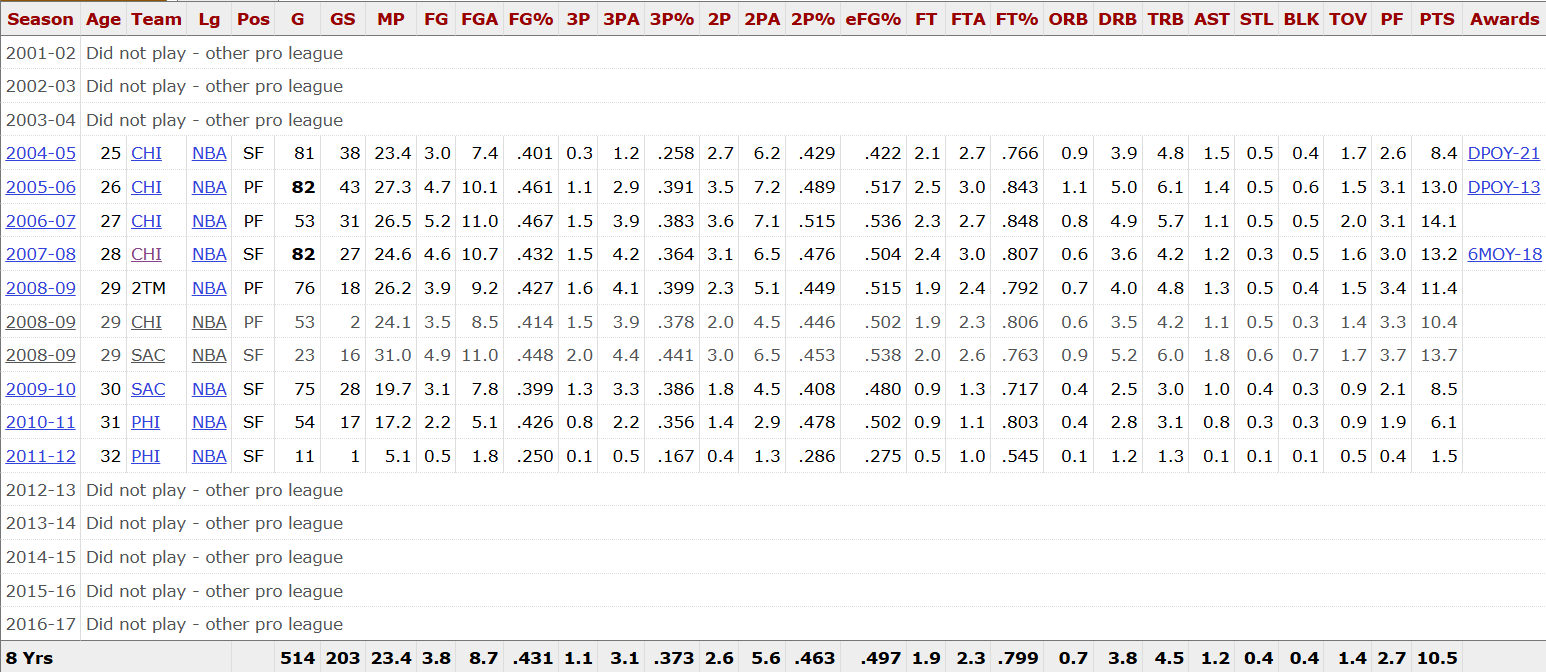 Season Age Team Lg Pos G GS MP FG FGA FG% 3P 3PA 3P% 2P 2PA 2P% eFG% FT FTA FT% ORB DRB TRB AST STL BLK TOV PF PTS Awards
2001-02 Did not play - other pro league
2002-03 Did not play - other pro league
2003-04 Did not play - other pro league
2004-05 25 CHI NBA SF 81 38 23.4 3.0 7.4 .401 0.3 1.2 .258 2.7 6.2 .429 .422 2.1 2.7 .766 0.9 3.9 4.8 1.5 0.5 0.4 1.7 2.6 8.4 DPOY-21
2005-06 26 CHI NBA PF 82 43 27.3 4.7 10.1 .461 1.1 2.9 .391 3.5 7.2 .489 .517 2.5 3.0 .843 1.1 5.0 6.1 1.4 0.5 0.6 1.5 3.1 13.0 DPOY-13
2006-07 27 CHI NBA PF 53 31 26.5 5.2 11.0 .467 1.5 3.9 .383 3.6 7.1 .515 .536 2.3 2.7 .848 0.8 4.9 5.7 1.1 0.5 0.5 2.0 3.1 14.1
2007-08 28 CHI NBA SF 82 27 24.6 4.6 10.7 .432 1.5 4.2 .364 3.1 6.5 .476 .504 2.4 3.0 .807 0.6 3.6 4.2 1.2 0.3 0.5 1.6 3.0 13.2 6MOY-18
2008-09 29 2TM NBA PF 76 18 26.2 3.9 9.2 .427 1.6 4.1 .399 2.3 5.1 .449 .515 1.9 2.4 .792 0.7 4.0 4.8 1.3 0.5 0.4 1.5 3.4 11.4
2008-09 29 CHI NBA PF 53 2 24.1 3.5 8.5 .414 1.5 3.9 .378 2.0 4.5 .446 .502 1.9 2.3 .806 0.6 3.5 4.2 1.1 0.5 0.3 1.4 3.3 10.4
2008-09 29 SAC NBA SF 23 16 31.0 4.9 11.0 .448 2.0 4.4 .441 3.0 6.5 .453 .538 2.0 2.6 .763 0.9 5.2 6.0 1.8 0.6 0.7 1.7 3.7 13.7
2009-10 30 SAC NBA SF 75 28 19.7 3.1 7.8 .399 1.3 3.3 .386 1.8 4.5 .408 .480 0.9 1.3 .717 0.4 2.5 3.0 1.0 0.4 0.3 0.9 2.1 8.5
2010-11 31 PHI NBA SF 54 17 17.2 2.2 5.1 .426 0.8 2.2 .356 1.4 2.9 .478 .502 0.9 1.1 .803 0.4 2.8 3.1 0.8 0.3 0.3 0.9 1.9 6.1
2011-12 32 PHI NBA SF 11 1 5.1 0.5 1.8 .250 0.1 0.5 .167 0.4 1.3 .286 .275 0.5 1.0 .545 0.1 1.2 1.3 0.1 0.1 0.1 0.5 0.4 1.5
2012-13 Did not play - other pro league
2013-14 Did not play - other pro league
2014-15 Did not play - other pro league
2015-16 Did not play - other pro league
2016-17 Did not play - other pro league
8 Yrs 514 203 23.4 3.8 8.7 .431 1.1 3.1 .373 2.6 5.6 .463 .497 1.9 2.3 .799 0.7 3.8 4.5 1.2 0.4 0.4 1.4 2.7 10.5